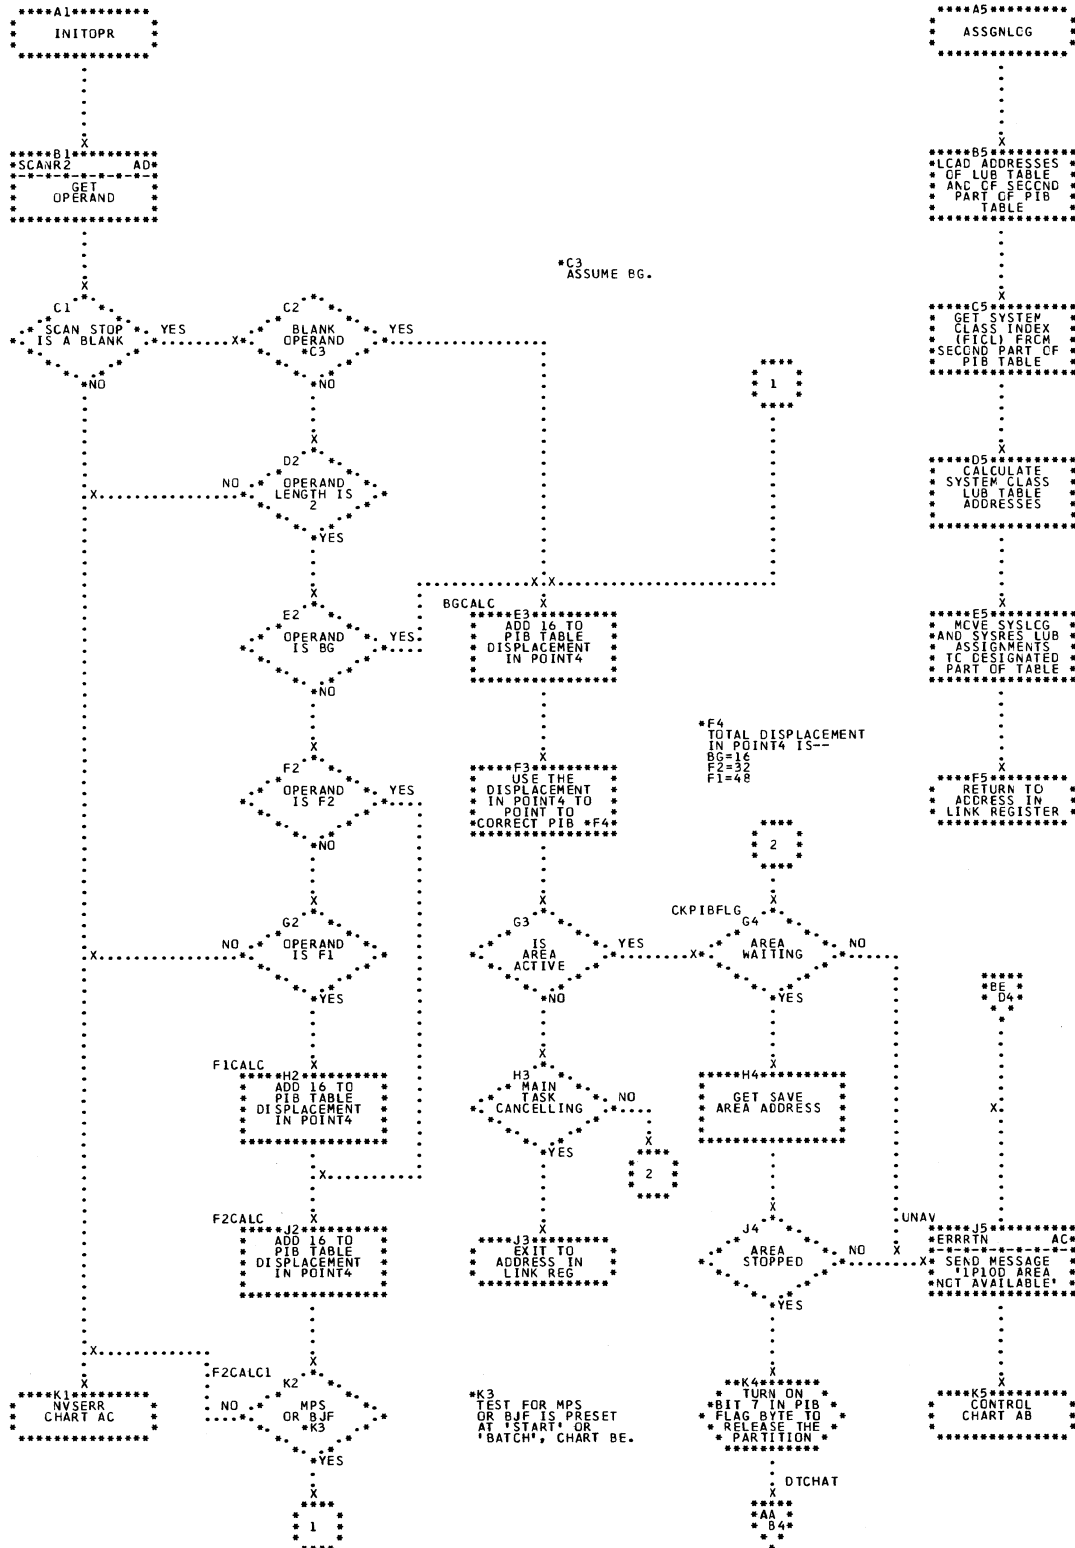 A1
INITOPR
B1
SCANR2 AD
GET
OPERAND
C1
SCAN STOP
IS A BLANK
YES
NO
C2
BLANK
OPERAND
*C3
YES
NO
*C3
ASSUME BG.
1
D2
OPERAND
LENGTH IS
2
NO
YES
E2
OPERAND
IS BG
YES
NO
BGCALC
E3
ADD 16 TO
PIB TABLE
DISPLACEMENT
IN POINT4
F2
OPERAND
IS F2
YES
NO
F3
USE THE
DISPLACEMENT
IN POINT4 TO
POINT TO
CORRECT PIB *F4
*F4
TOTAL DISPLACEMENT
IN POINT4 IS--
BG=16
F2=32
F1=48
2
G2
OPERAND
IS F1
NO
YES
G3
IS
AREA
ACTIVE
YES
NO
CKPIBFLG
G4
AREA
WAITING
NO
YES
F1CALC
H2
ADD 16 TO
PIB TABLE
DISPLACEMENT
IN POINT4
H3
MAIN
TASK
CANCELLING
NO
YES
2
H4
GET SAVE
AREA ADDRESS
F2CALC
J2
ADD 16 TO
PIB TABLE
DISPLACEMENT
IN POINT4
J3
EXIT TO
ADDRESS IN
LINK REG
J4
AREA
STOPPED
NO
YES
UNAV
K1
NVSERR
CHART AC
F2CALC1
K2
MPS
OR BJF
*K3
NO
YES
1
*K3
TEST FOR MPS
OR BJF IS PRESET
AT 'START' OR
'BATCH', CHART BE.
K4
TURN ON
BIT 7 IN PIB
FLAG BYTE TO
RELEASE THE
PARTITION
DTCHAT
AA
B4
A5
ASSGNLCG
B5
LCAD ADDRESSES
OF LUB TABLE
AND OF SECOND
PART OF PIB
TABLE
C5
GET SYSTEM
CLASS INDEX
(FICL) FROM
SECOND PART OF
PIB TABLE
D5
CALCULATE
SYSTEM CLASS
LUB TABLE
ADDRESSES
E5
MCVE SYSLCG
AND SYSRES LUB
ASSIGNMENTS
TC DESIGNATED
PART OF TABLE
F5
RETURN TO
ADDRESS IN
LINK REGISTER
BE
D4
J5
ERRRTN AC
SEND MESSAGE
'1P10D AREA
NOT AVAILABLE'
K5
CONTROL
CHART AB